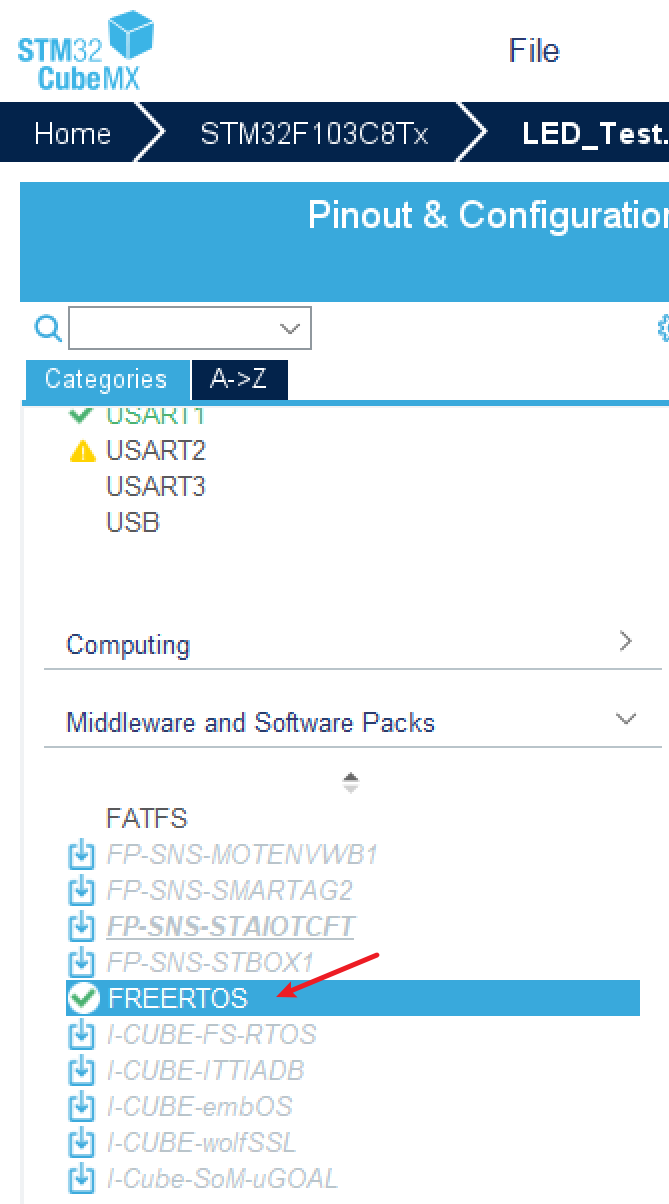 STM32
CubeMX
File
Home
STM32F103C8Tx
LED_Test.
Pinout & Configuration
Categories
A->Z
USART1
USART2
USART3
USB
Computing
Middleware and Software Packs
FATFS
FP-SNS-MOTENVWB1
FP-SNS-SMARTAG2
FP-SNS-STAIOTCFT
FP-SNS-STBOX1
FREERTOS
I-CUBE-FS-RTOS
I-CUBE-ITTIADB
I-CUBE-embOS
I-CUBE-wolfSSL
I-Cube-SoM-uGOAL